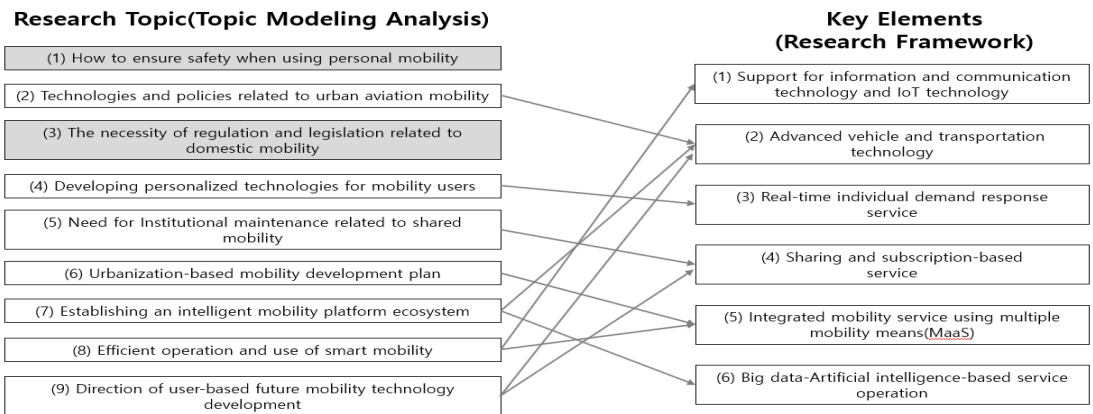 Research Topic(Topic Modeling Analysis)
(1) How to ensure safety when using personal mobility
(2) Technologies and policies related to urban aviation mobility
(3) The necessity of regulation and legislation related to
domestic mobility
(4) Developing personalized technologies for mobility users
(5) Need for Institutional maintenance related to shared
mobility
(6) Urbanization-based mobility development plan
(7) Establishing an intelligent mobility platform ecosystem
(8) Efficient operation and use of smart mobility
(9) Direction of user-based future mobility technology
development
Key Elements
(Research Framework)
(1) Support for information and communication
technology and IoT technology
(2) Advanced vehicle and transportation
technology
(3) Real-time individual demand response
service
(4) Sharing and subscription-based
service
(5) Integrated mobility service using multiple
mobility means(MaaS)
(6) Big data-Artificial intelligence-based service
operation